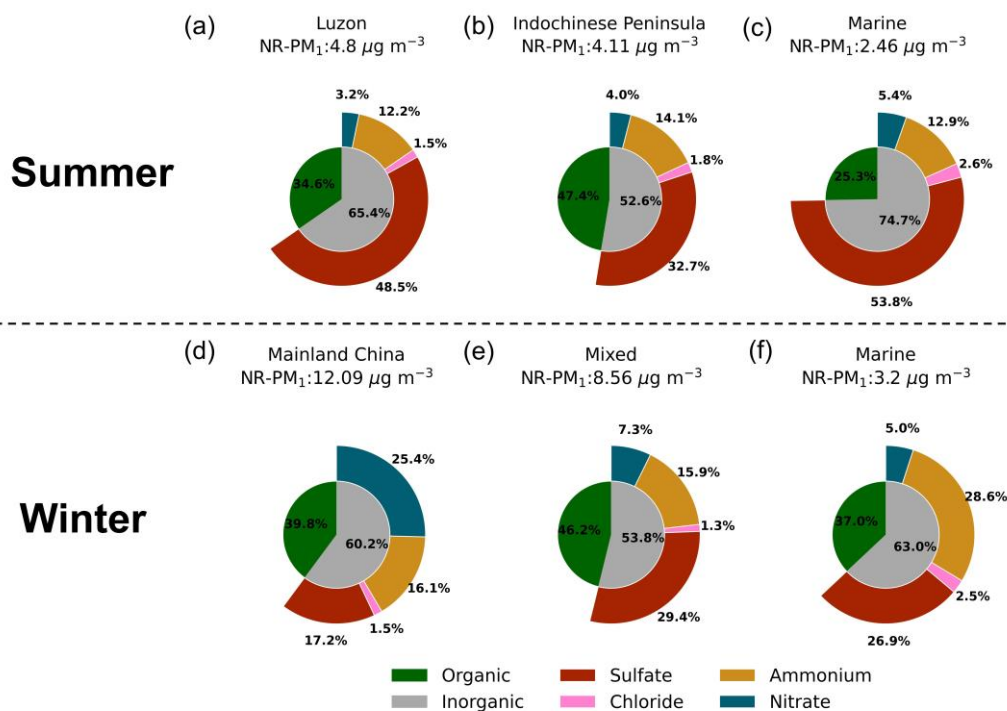 (a) Luzon
NR-PM₁:4.8 μg m⁻³
3.2%
12.2%
1.5%
34.6%
65.4%
48.5%
(b) Indochinese Peninsula
NR-PM₁:4.11 μg m⁻³
4.0%
14.1%
1.8%
47.4%
52.6%
32.7%
(c) Marine
NR-PM₁:2.46 μg m⁻³
5.4%
12.9%
2.6%
25.3%
74.7%
53.8%
Summer
(d) Mainland China
NR-PM₁:12.09 μg m⁻³
25.4%
39.8%
60.2%
16.1%
1.5%
17.2%
(e) Mixed
NR-PM₁:8.56 μg m⁻³
7.3%
15.9%
1.3%
46.2%
53.8%
29.4%
(f) Marine
NR-PM₁:3.2 μg m⁻³
5.0%
28.6%
37.0%
63.0%
2.5%
26.9%
Winter
Organic
Inorganic
Sulfate
Chloride
Ammonium
Nitrate